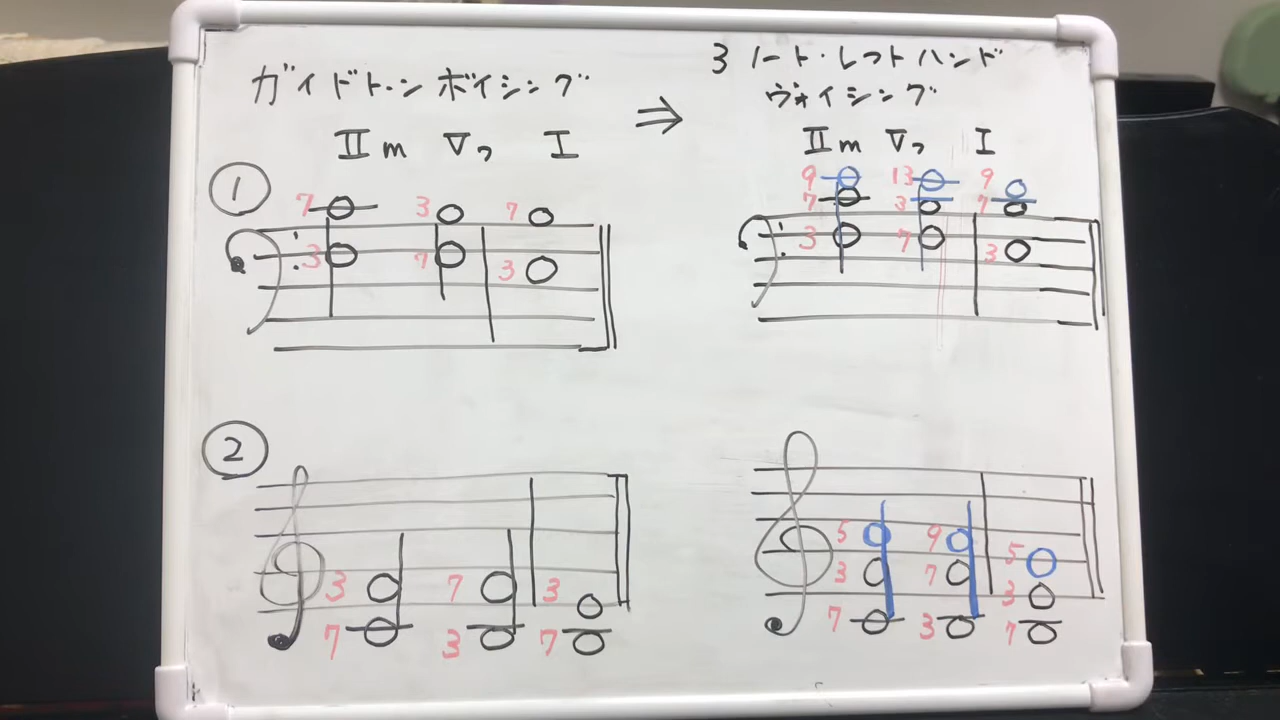 ガイドトーンボイシング
⇒
3ノート・レフトハンド
ヴォイシング
Ⅱm Ⅴ7 Ⅰ
Ⅱm Ⅴ7 Ⅰ
①
7 3 7
3 7 3
9 13 9
7 3 7
3 7 3
②
3 7 3
7 3 7
5 9 5
3 7 3
7 3 7